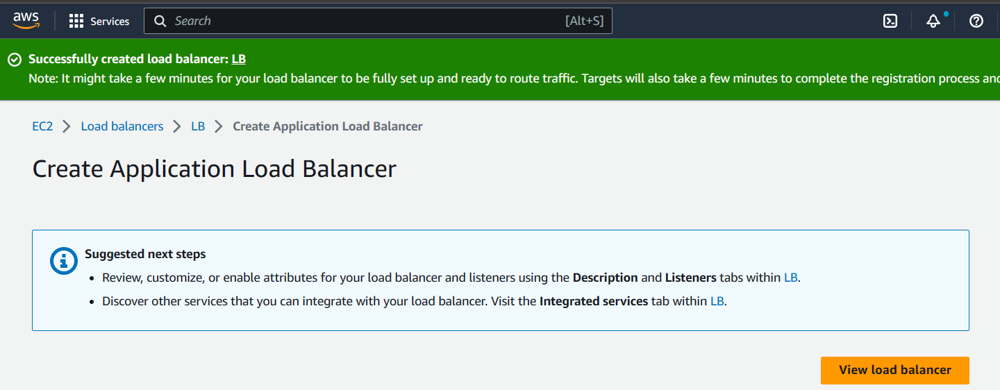 aws
Services
Search
[Alt+S]
Successfully created load balancer: LB
Note: It might take a few minutes for your load balancer to be fully set up and ready to route traffic. Targets will also take a few minutes to complete the registration process and
EC2 > Load balancers > LB > Create Application Load Balancer
Create Application Load Balancer
Suggested next steps
• Review, customize, or enable attributes for your load balancer and listeners using the Description and Listeners tabs within LB.
• Discover other services that you can integrate with your load balancer. Visit the Integrated services tab within LB.
View load balancer